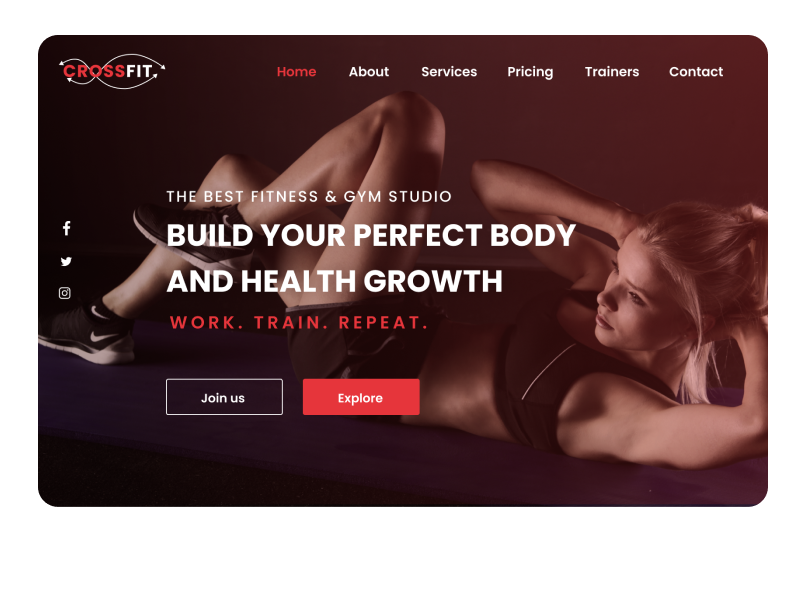 CROSSFIT.
Home About Services Pricing Trainers Contact
THE BEST FITNESS & GYM STUDIO
BUILD YOUR PERFECT BODY
AND HEALTH GROWTH
WORK. TRAIN. REPEAT.
Join us Explore